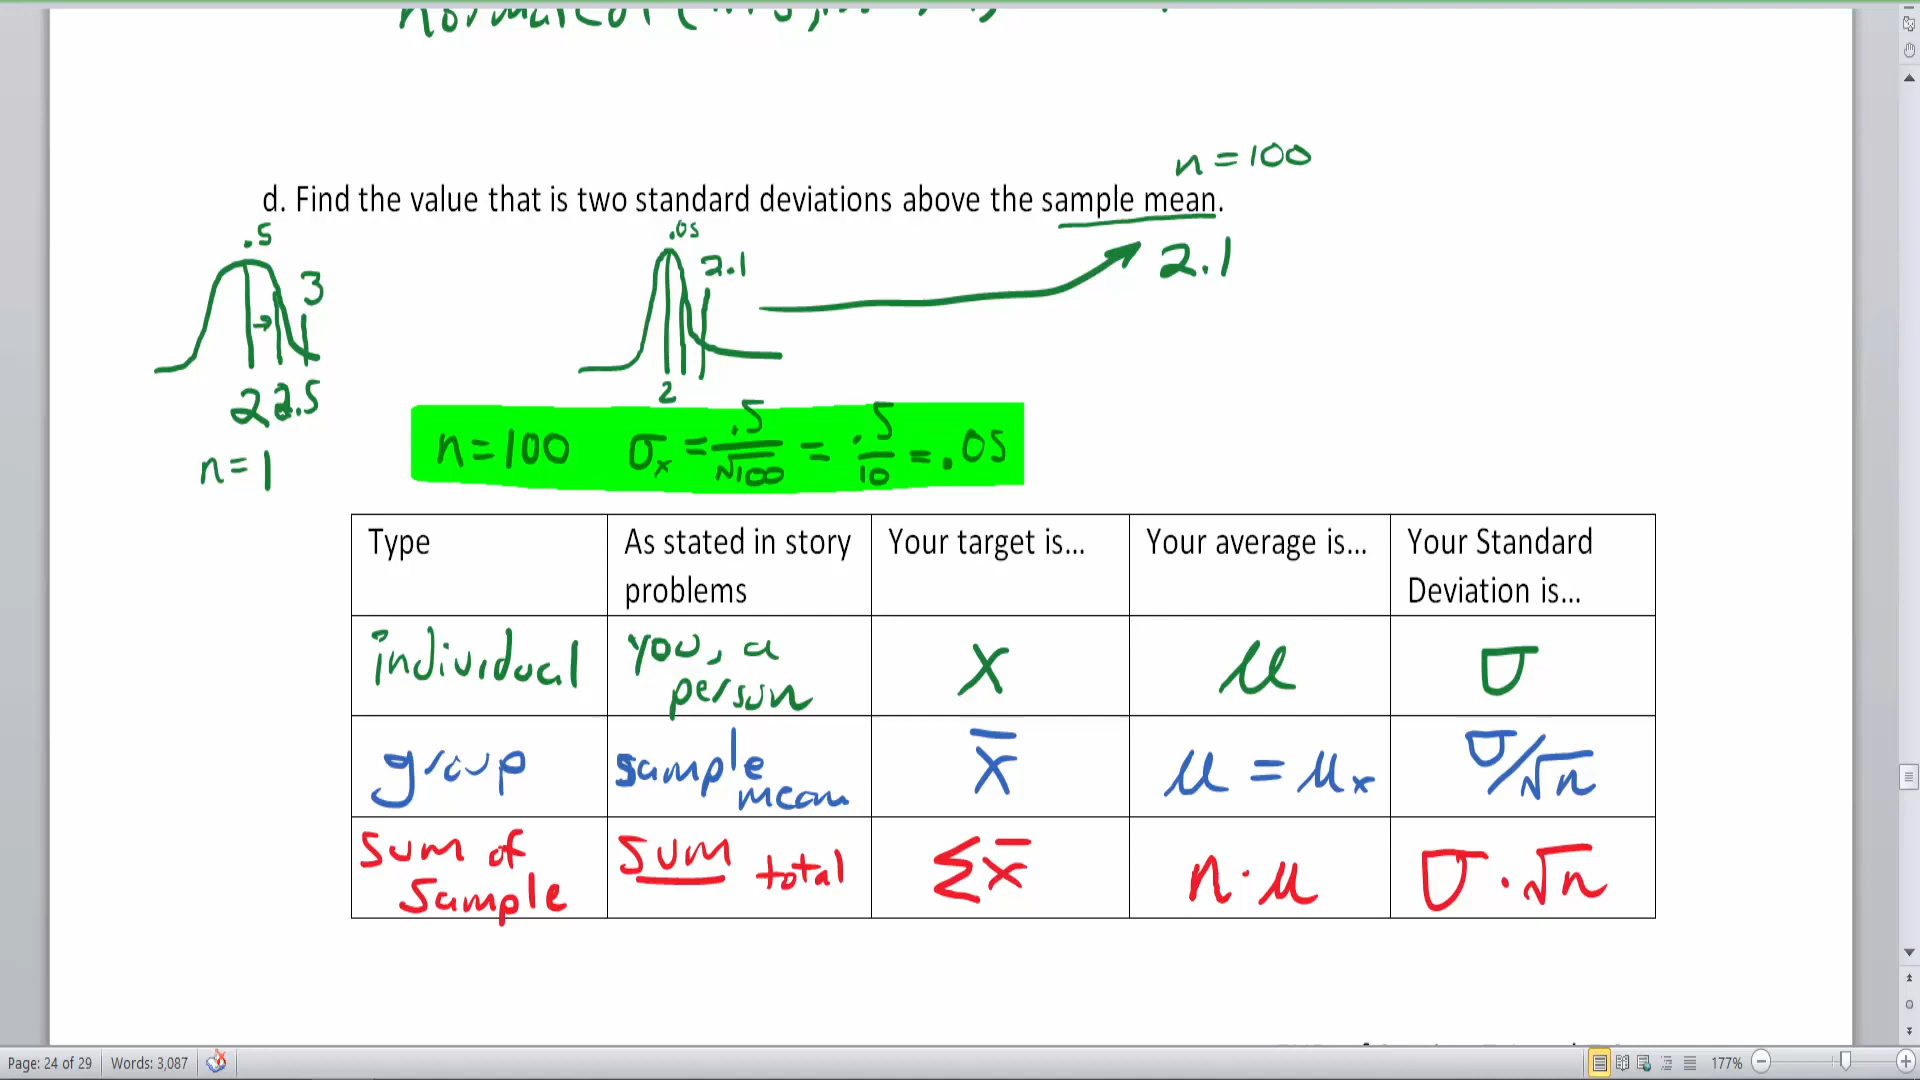 n = 100
d. Find the value that is two standard deviations above the sample mean.
.5
.05
3
2.1
2.1
2 2.5
2
n = 1
n = 100 σx = .5/√100 = .5/10 = .05
Type
As stated in story
problems
Your target is...
Your average is...
Your Standard
Deviation is...
individual
you, a
person
x
μ
σ
group
sample
mean
x̄
μ = μx
σ/√n
sum of
sample
sum total
Σx̄
n · μ
σ · √n
Page: 24 of 29 Words: 3,087 177%